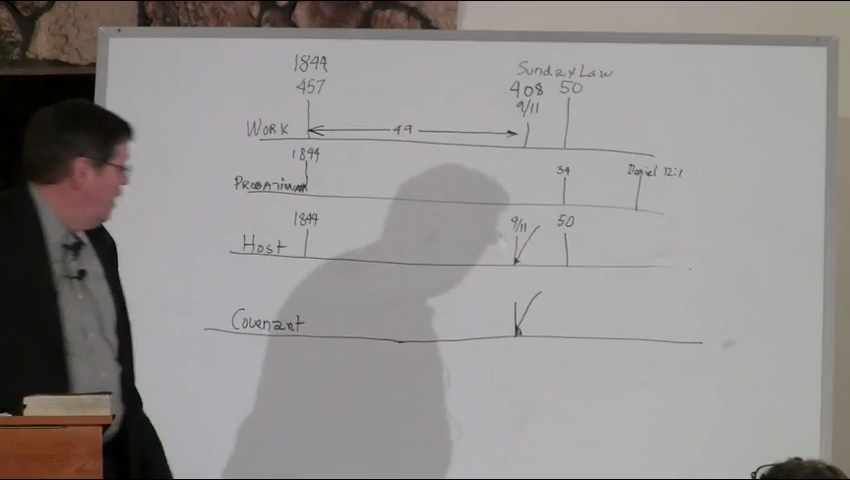 1844
457
Sunday Law
408 50
9/11
WORK 49
1844
34 Daniel 12:1
PROBATIONAN
1844 9/11 50
Host
Covenant